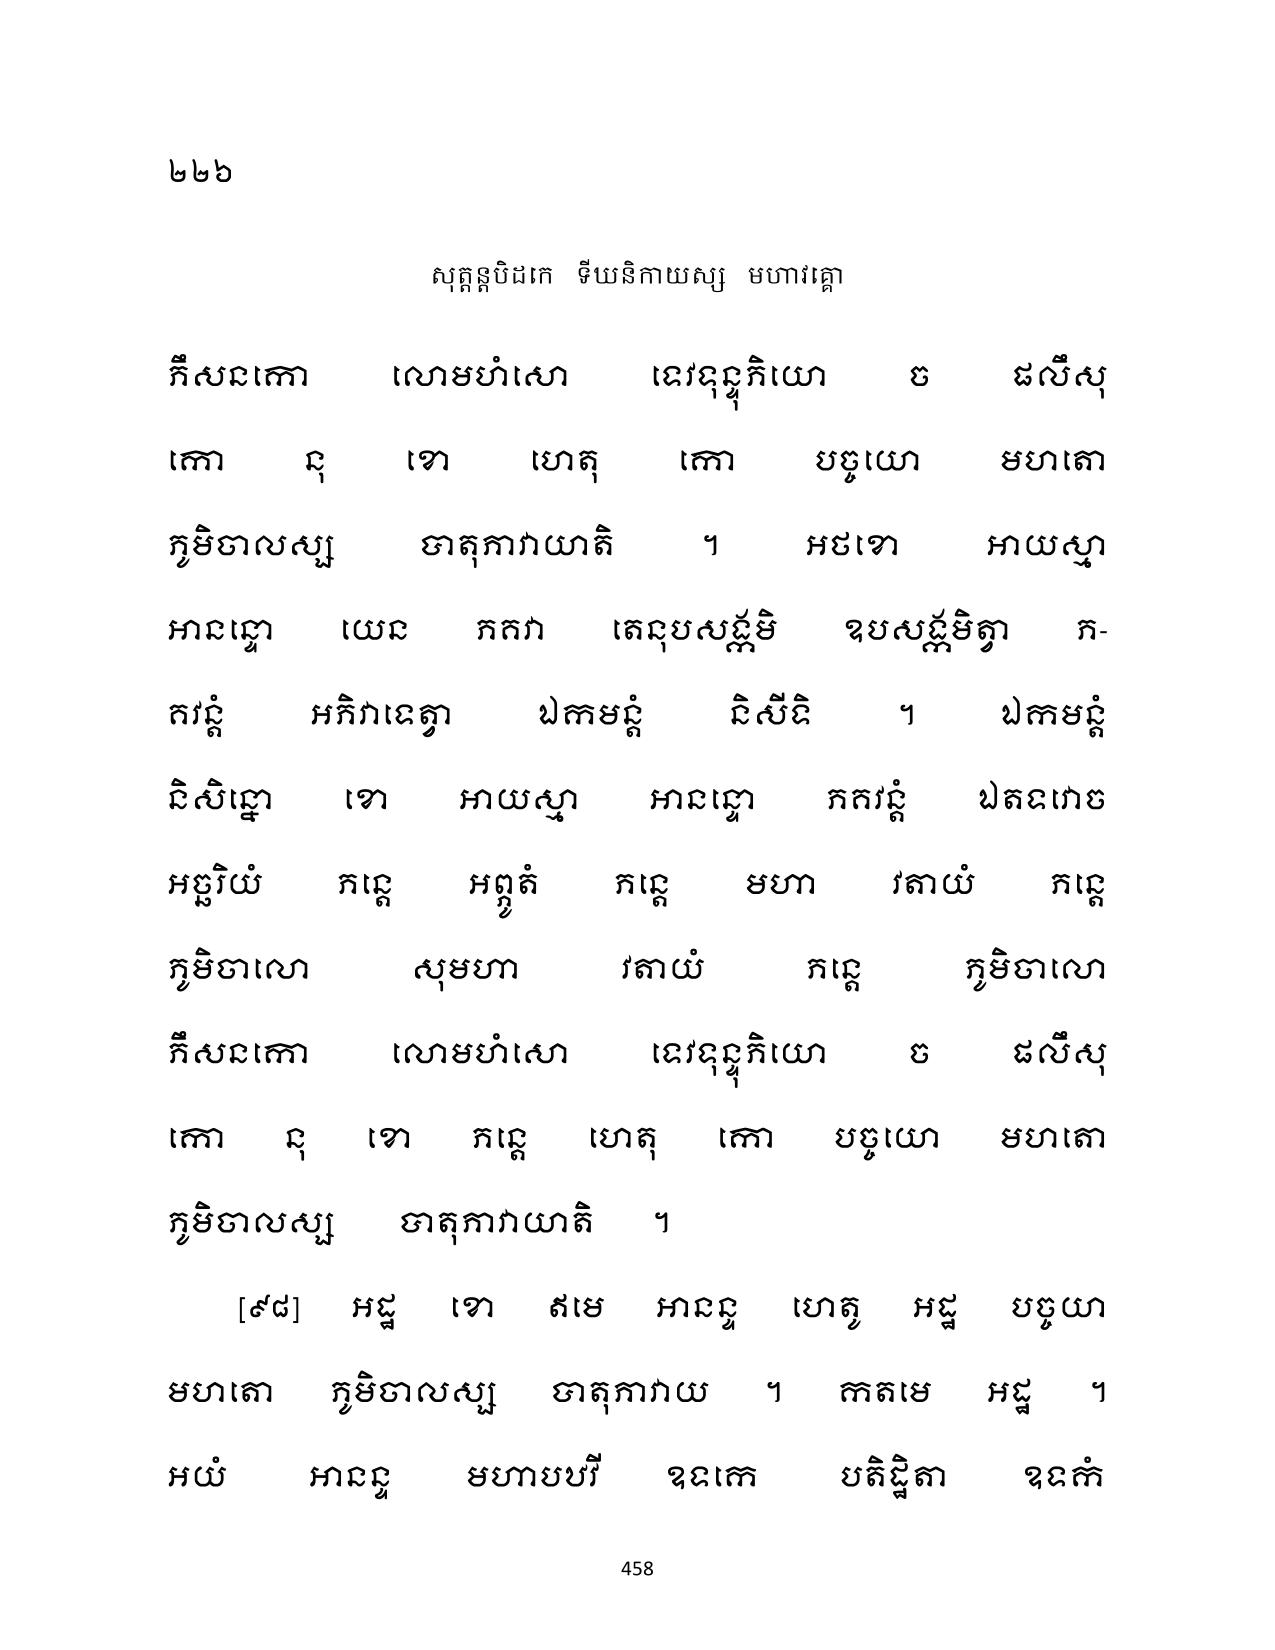 ២២៦
សុត្តន្តបិដកេ ទីឃនិកាយស្ស មហាវគ្គោ
ភឹសនកោ លោមហំសោ ទេវទុន្ទុភិយោ ច ផលឹសុ
កោ នុ ខោ ហេតុ កោ បច្ចយោ មហតោ
ភូមិចាលស្ស បាតុភាវាយាតិ ។ អថខោ អាយស្មា
អានន្ទោ យេន ភគវា តេនុបសង្កមិ ឧបសង្កមិត្វា ភ-
គវន្តំ អភិវាទេត្វា ឯកមន្តំ និសីទិ ។ ឯកមន្តំ
និសិន្នោ ខោ អាយស្មា អានន្ទោ ភគវន្តំ ឯតទវោច
អច្ឆរិយំ ភន្តេ អព្ភូតំ ភន្តេ មហា វតាយំ ភន្តេ
ភូមិចាលោ សុមហា វតាយំ ភន្តេ ភូមិចាលោ
ភឹសនកោ លោមហំសោ ទេវទុន្ទុភិយោ ច ផលឹសុ
កោ នុ ខោ ភន្តេ ហេតុ កោ បច្ចយោ មហតោ
ភូមិចាលស្ស បាតុភាវាយាតិ ។
[៩៨] អដ្ឋ ខោ ឥមេ អានន្ទ ហេតូ អដ្ឋ បច្ចយា
មហតោ ភូមិចាលស្ស បាតុភាវាយ ។ កតមេ អដ្ឋ ។
អយំ អានន្ទ មហាបឋវី ឧទកេ បតិដ្ឋិតា ឧទកំ
458